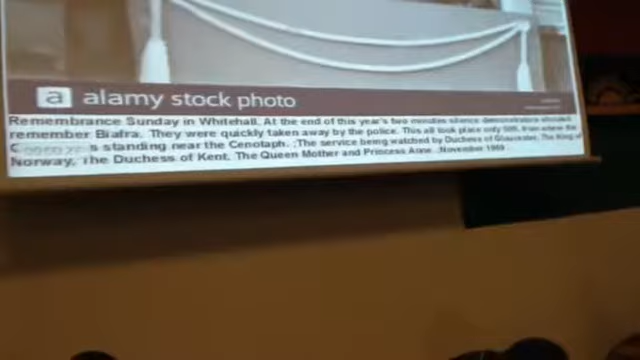 a alamy stock photo
Remembrance Sunday in Whitehall. At the end of this year's two minutes silence demonstrators shouted
remember Biafra. They were quickly taken away by the police. This all took place only 50ft. from where the
standing near the Cenotaph. ;The service being watched by Duchess of Gloucester, The King of
Norway, The Duchess of Kent, The Queen Mother and Princess Anne. November 1969